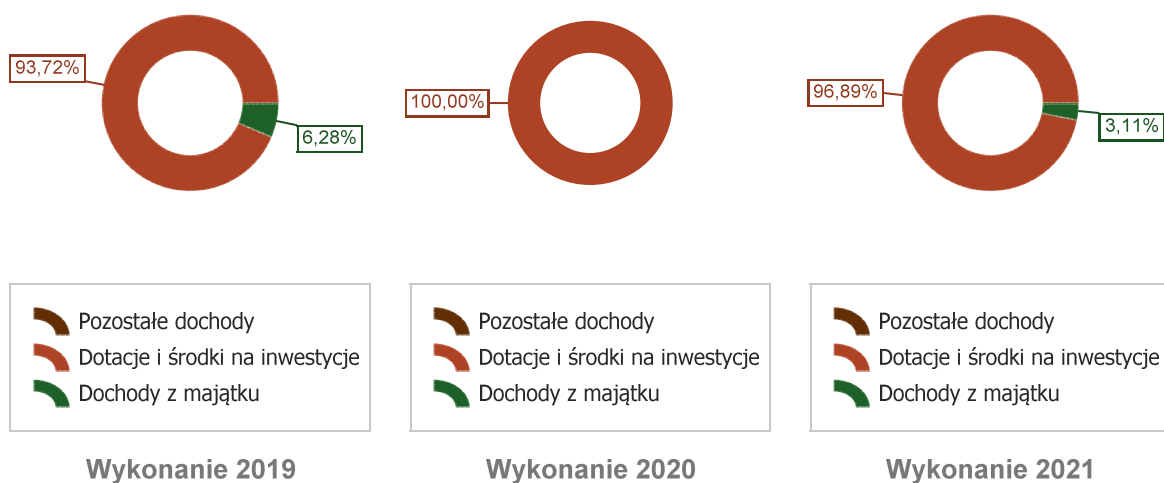 93,72%
6,28%
Pozostałe dochody
Dotacje i środki na inwestycje
Dochody z majątku
Wykonanie 2019
100,00%
Pozostałe dochody
Dotacje i środki na inwestycje
Dochody z majątku
Wykonanie 2020
96,89%
3,11%
Pozostałe dochody
Dotacje i środki na inwestycje
Dochody z majątku
Wykonanie 2021